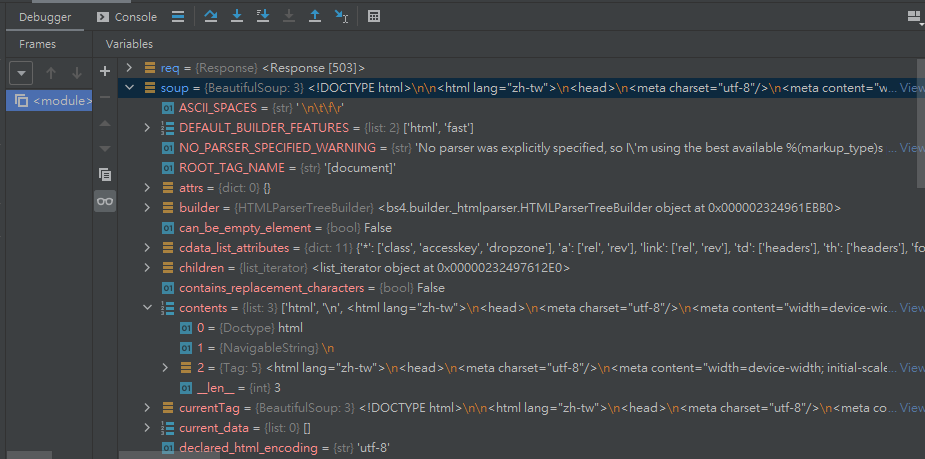 Debugger Console
Frames Variables
<module>
req = {Response} <Response [503]>
soup = {BeautifulSoup: 3} <!DOCTYPE html>\n\n<html lang="zh-tw">\n<head>\n<meta charset="utf-8"/>\n<meta content="w... View
ASCII_SPACES = {str} ' \n\t\f\r'
DEFAULT_BUILDER_FEATURES = {list: 2} ['html', 'fast']
NO_PARSER_SPECIFIED_WARNING = {str} 'No parser was explicitly specified, so I\'m using the best available %(markup_type)s ... View
ROOT_TAG_NAME = {str} '[document]'
attrs = {dict: 0} {}
builder = {HTMLParserTreeBuilder} <bs4.builder._htmlparser.HTMLParserTreeBuilder object at 0x000002324961EBB0>
can_be_empty_element = {bool} False
cdata_list_attributes = {dict: 11} {'*': ['class', 'accesskey', 'dropzone'], 'a': ['rel', 'rev'], 'link': ['rel', 'rev'], 'td': ['headers'], 'th': ['headers'], 'fo... View
children = {list_iterator} <list_iterator object at 0x00000232497612E0>
contains_replacement_characters = {bool} False
contents = {list: 3} ['html', '\n', <html lang="zh-tw">\n<head>\n<meta charset="utf-8"/>\n<meta content="width=device-wid... View
0 = {Doctype} html
1 = {NavigableString} \n
2 = {Tag: 5} <html lang="zh-tw">\n<head>\n<meta charset="utf-8"/>\n<meta content="width=device-width; initial-scale... View
__len__ = {int} 3
currentTag = {BeautifulSoup: 3} <!DOCTYPE html>\n\n<html lang="zh-tw">\n<head>\n<meta charset="utf-8"/>\n<meta co... View
current_data = {list: 0} []
declared_html_encoding = {str} 'utf-8'